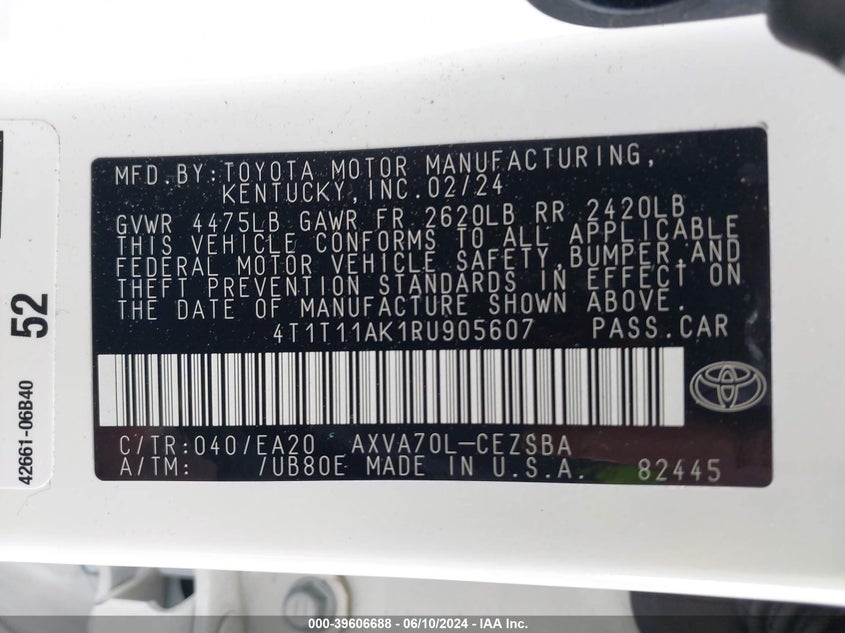 MFD.BY:TOYOTA MOTOR MANUFACTURING,
KENTUCKY,INC.02/24
GVWR 4475LB GAWR FR 2620LB RR 2420LB
THIS VEHICLE CONFORMS TO ALL APPLICABLE
FEDERAL MOTOR VEHICLE SAFETY,BUMPER,AND
THEFT PREVENTION STANDARDS IN EFFECT ON
THE DATE OF MANUFACTURE SHOWN ABOVE.
4T1T11AK1RU905607 PASS.CAR
C/TR:040/EA20 AXVA70L-CEZSBA
A/TM: /UB80E MADE IN U.S.A. 82445
52
42661-06B40
000-39606688 - 06/10/2024 - IAA Inc.